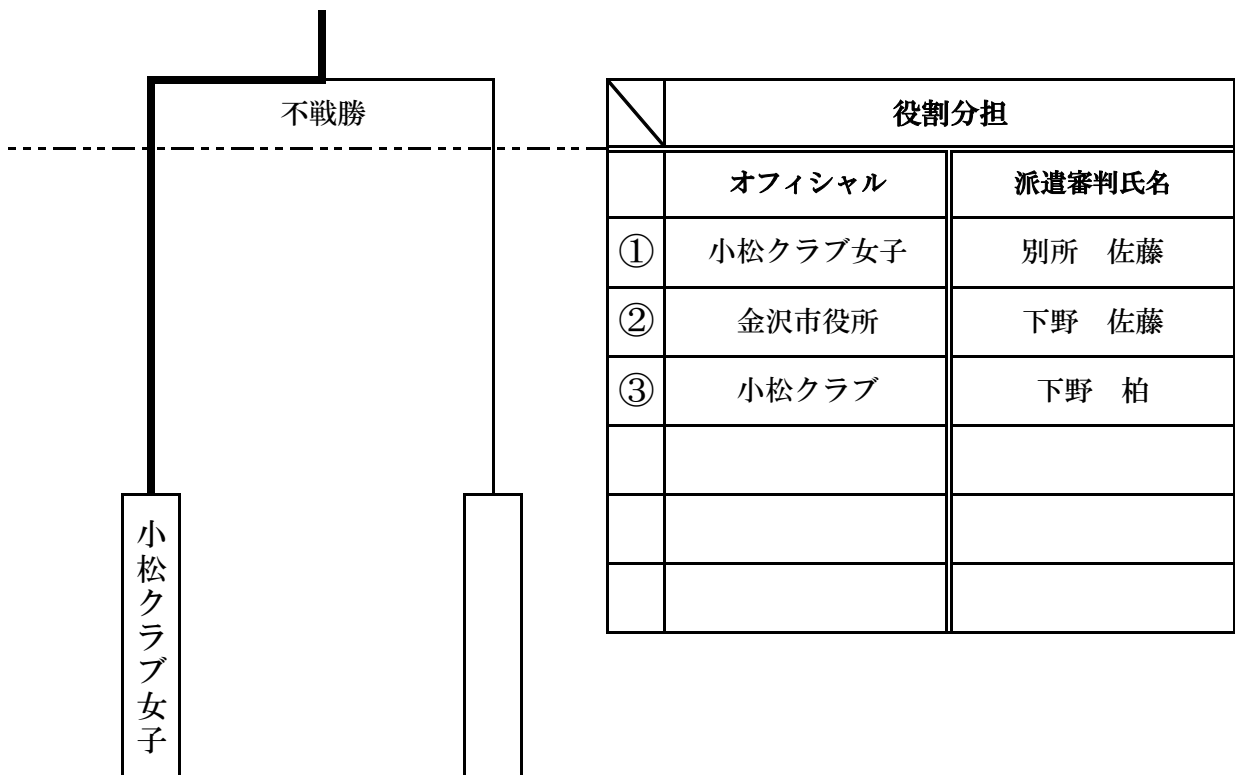 不戦勝
役割分担
オフィシャル 派遣審判氏名
① 小松クラブ女子 別所　佐藤
② 金沢市役所 下野　佐藤
③ 小松クラブ 下野　柏
小松クラブ女子